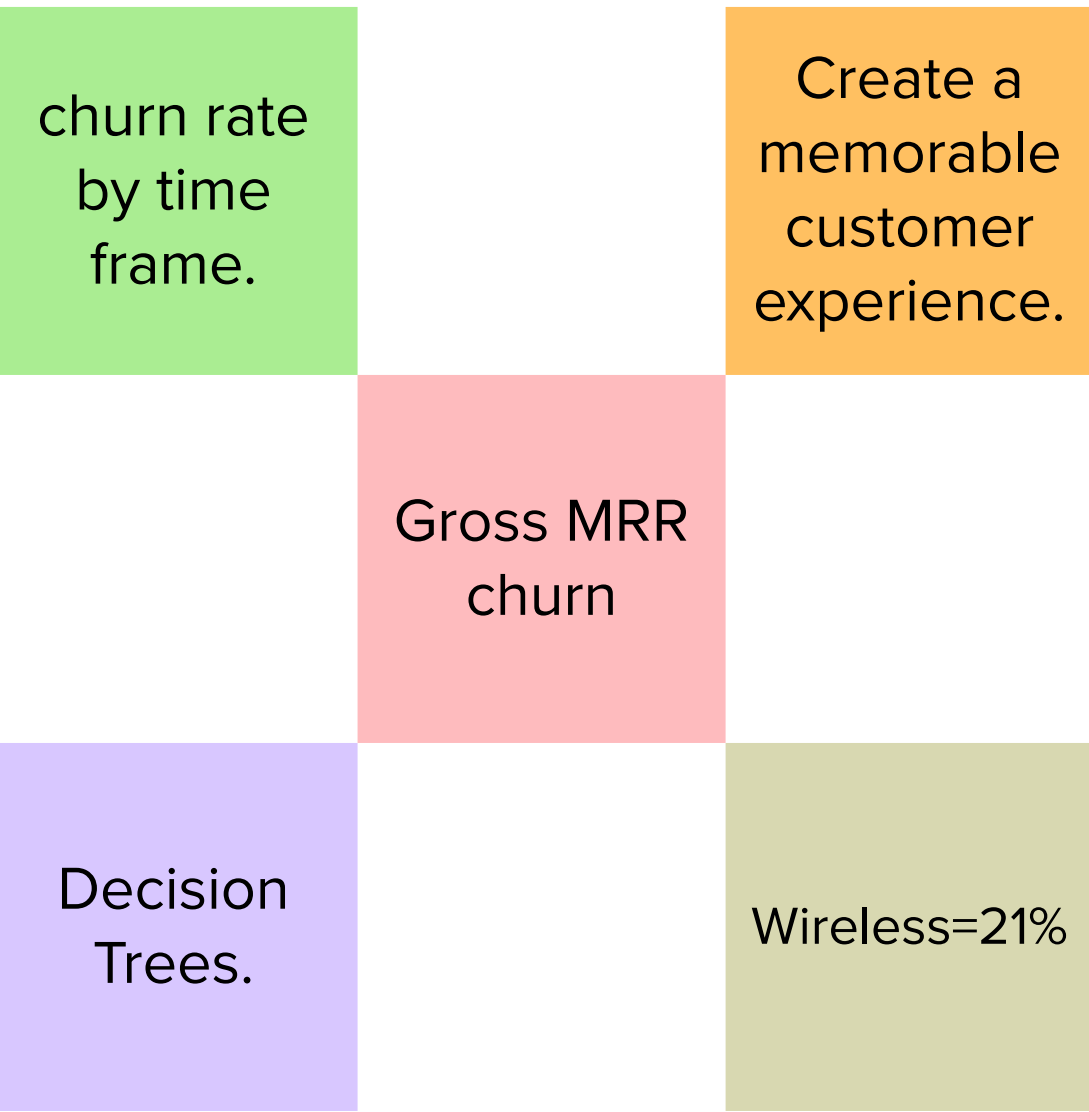 churn rate
by time
frame.
Create a
memorable
customer
experience.
Gross MRR
churn
Decision
Trees.
Wireless=21%